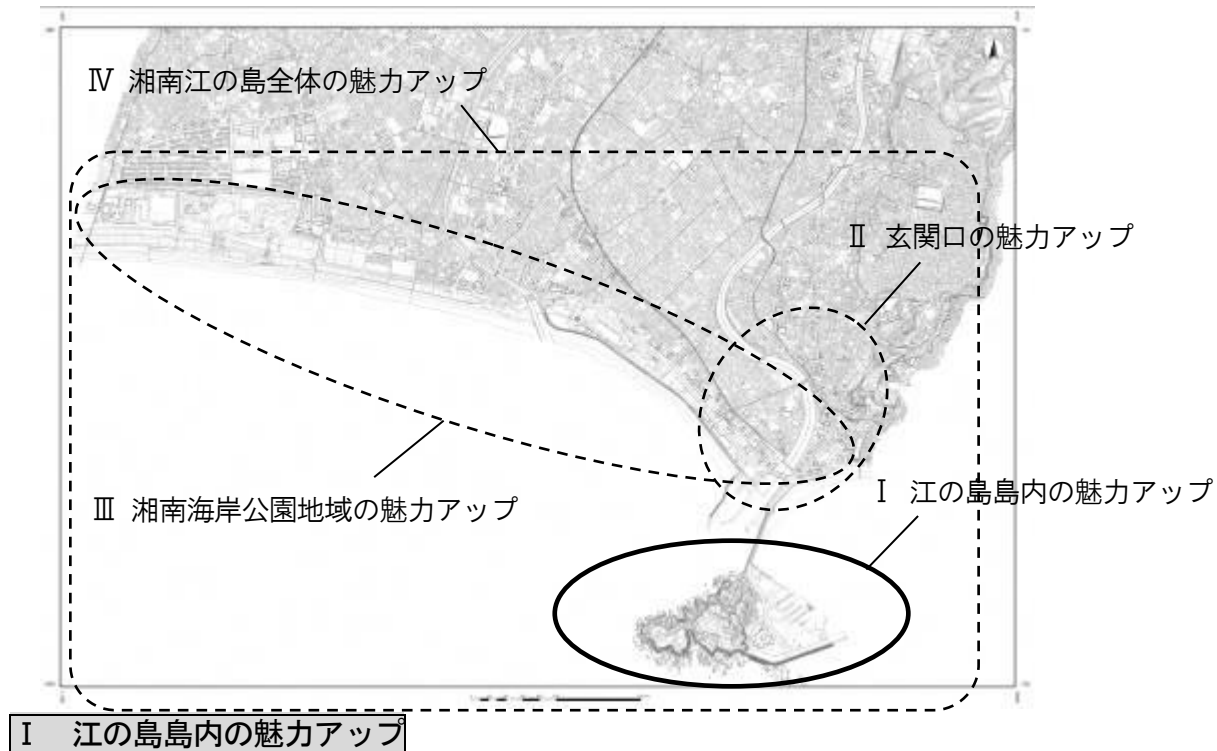 Ⅳ 湘南江の島全体の魅力アップ
Ⅱ 玄関口の魅力アップ
Ⅰ 江の島島内の魅力アップ
Ⅲ 湘南海岸公園地域の魅力アップ
Ⅰ 江の島島内の魅力アップ